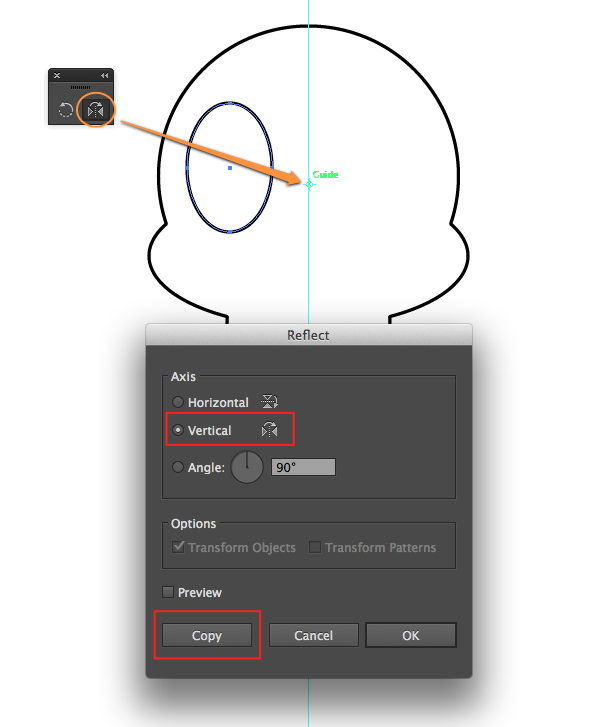 Guide
Reflect
Axis
Horizontal
Vertical
Angle: 90°
Options
Transform Objects Transform Patterns
Preview
Copy Cancel OK